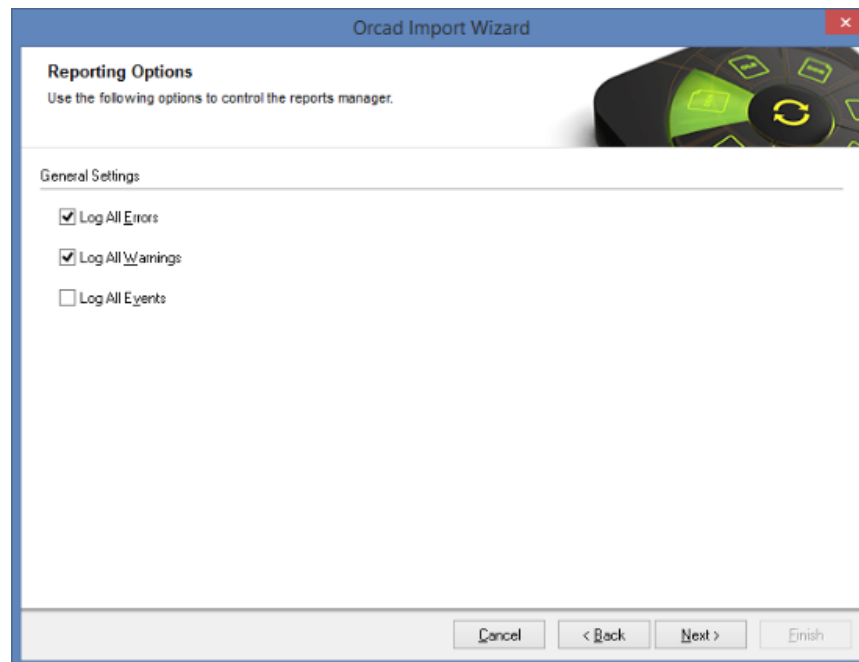 Orcad Import Wizard
Reporting Options
Use the following options to control the reports manager.
General Settings
Log All Errors
Log All Warnings
Log All Events
Cancel
< Back
Next >
Finish